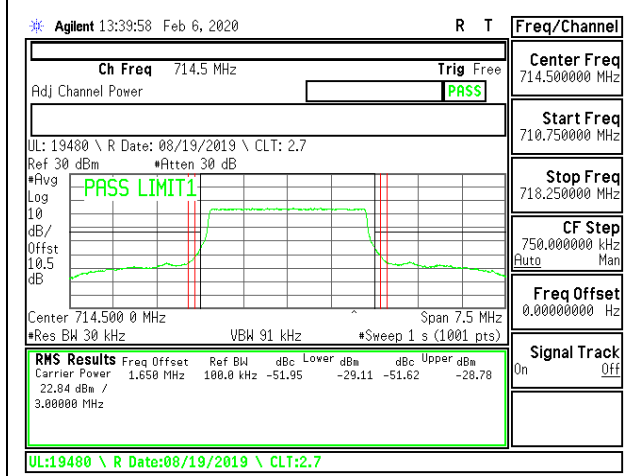 Agilent 13:39:58 Feb 6, 2020 R T
Ch Freq 714.5 MHz Trig Free
Adj Channel Power PASS
UL: 19480 \ R Date: 08/19/2019 \ CLT: 2.7
Ref 30 dBm #Atten 30 dB
#Avg
Log
10
dB/
Offst
10.5
dB
PASS LIMIT1
Center 714.500 0 MHz Span 7.5 MHz
#Res BW 30 kHz VBW 91 kHz #Sweep 1 s (1001 pts)
RMS Results Freq Offset Ref BW dBc Lower dBm dBc Upper dBm
Carrier Power 1.650 MHz 100.0 kHz -51.95 -29.11 -51.62 -28.78
22.84 dBm /
3.00000 MHz
UL:19480 \ R Date:08/19/2019 \ CLT:2.7
Freq/Channel
Center Freq
714.500000 MHz
Start Freq
710.750000 MHz
Stop Freq
718.250000 MHz
CF Step
750.000000 kHz
Auto Man
Freq Offset
0.00000000 Hz
Signal Track
On Off